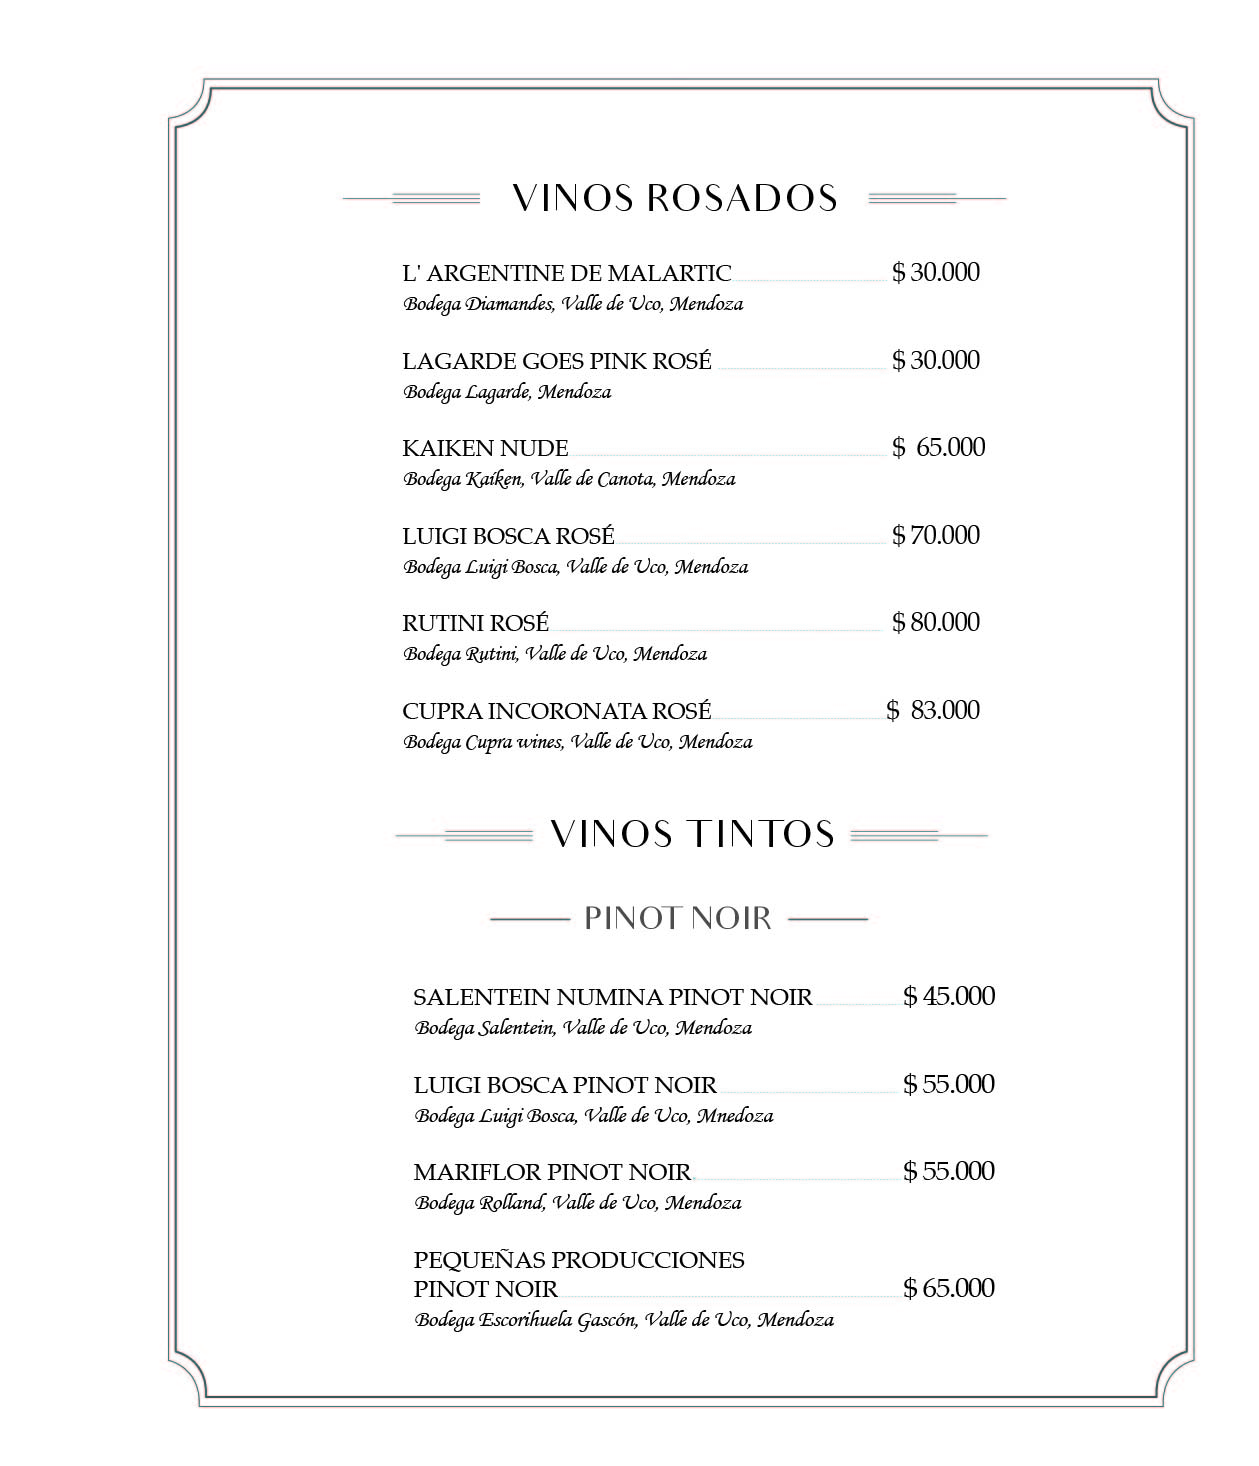 VINOS ROSADOS
L' ARGENTINE DE MALARTIC $ 30.000
Bodega Diamandes, Valle de Uco, Mendoza
LAGARDE GOES PINK ROSÉ $ 30.000
Bodega Lagarde, Mendoza
KAIKEN NUDE $ 65.000
Bodega Kaiken, Valle de Canota, Mendoza
LUIGI BOSCA ROSÉ $ 70.000
Bodega Luigi Bosca, Valle de Uco, Mendoza
RUTINI ROSÉ $ 80.000
Bodega Rutini, Valle de Uco, Mendoza
CUPRA INCORONATA ROSÉ $ 83.000
Bodega Cupra wines, Valle de Uco, Mendoza
VINOS TINTOS
PINOT NOIR
SALENTEIN NUMINA PINOT NOIR $ 45.000
Bodega Salentein, Valle de Uco, Mendoza
LUIGI BOSCA PINOT NOIR $ 55.000
Bodega Luigi Bosca, Valle de Uco, Mnedoza
MARIFLOR PINOT NOIR $ 55.000
Bodega Rolland, Valle de Uco, Mendoza
PEQUEÑAS PRODUCCIONES
PINOT NOIR $ 65.000
Bodega Escorihuela Gascón, Valle de Uco, Mendoza